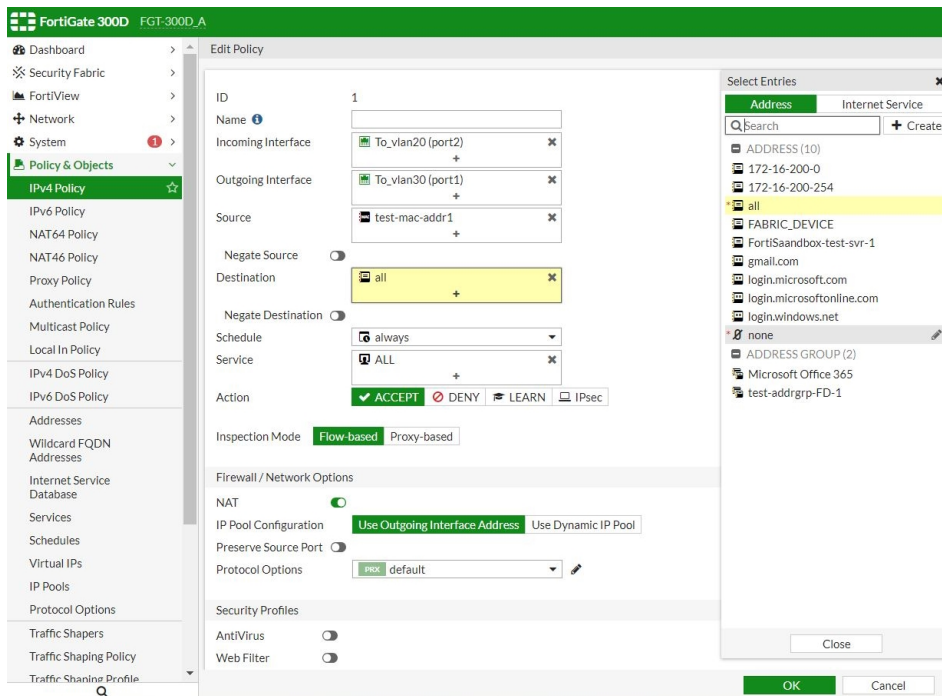 FortiGate 300D FGT-300D_A
Dashboard
Security Fabric
FortiView
Network
System 1
Policy & Objects
IPv4 Policy
IPv6 Policy
NAT64 Policy
NAT46 Policy
Proxy Policy
Authentication Rules
Multicast Policy
Local In Policy
IPv4 DoS Policy
IPv6 DoS Policy
Addresses
Wildcard FQDN
Addresses
Internet Service
Database
Services
Schedules
Virtual IPs
IP Pools
Protocol Options
Traffic Shapers
Traffic Shaping Policy
Traffic Shaping Profile
Edit Policy
ID 1
Name
Incoming Interface To_vlan20 (port2)
+
Outgoing Interface To_vlan30 (port1)
+
Source test-mac-addr1
+
Negate Source
Destination all
+
Negate Destination
Schedule always
Service ALL
+
Action ACCEPT DENY LEARN IPsec
Inspection Mode Flow-based Proxy-based
Firewall / Network Options
NAT
IP Pool Configuration Use Outgoing Interface Address Use Dynamic IP Pool
Preserve Source Port
Protocol Options PRX default
Security Profiles
AntiVirus
Web Filter
Select Entries
Address Internet Service
Search + Create
ADDRESS (10)
172-16-200-0
172-16-200-254
* all
FABRIC_DEVICE
FortiSaandbox-test-svr-1
gmail.com
login.microsoft.com
login.microsoftonline.com
login.windows.net
* none
ADDRESS GROUP (2)
Microsoft Office 365
test-addrgrp-FD-1
Close
OK Cancel